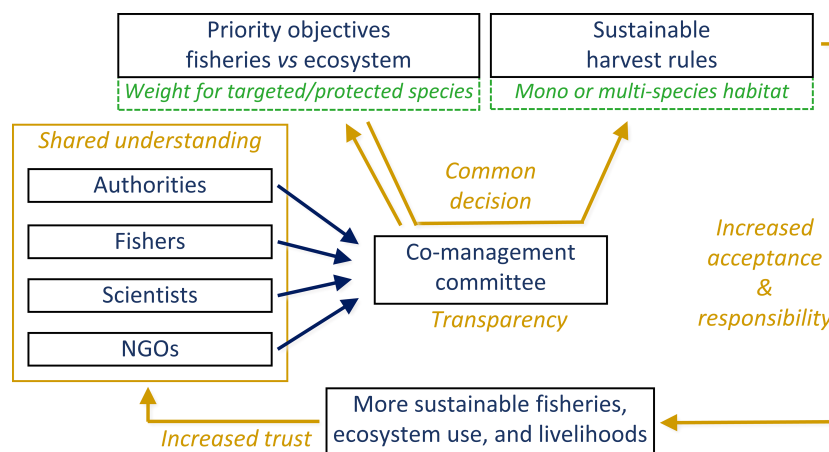 Priority objectives
fisheries vs ecosystem
Weight for targeted/protected species
Sustainable
harvest rules
Mono or multi-species habitat
Shared understanding
Authorities
Fishers
Scientists
NGOs
Common
decision
Co-management
committee
Transparency
Increased
acceptance
&
responsibility
More sustainable fisheries,
ecosystem use, and livelihoods
Increased trust